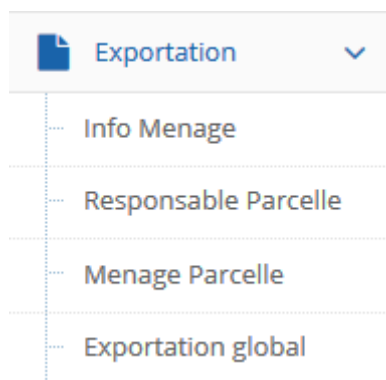 Exportation
Info Menage
Responsable Parcelle
Menage Parcelle
Exportation global